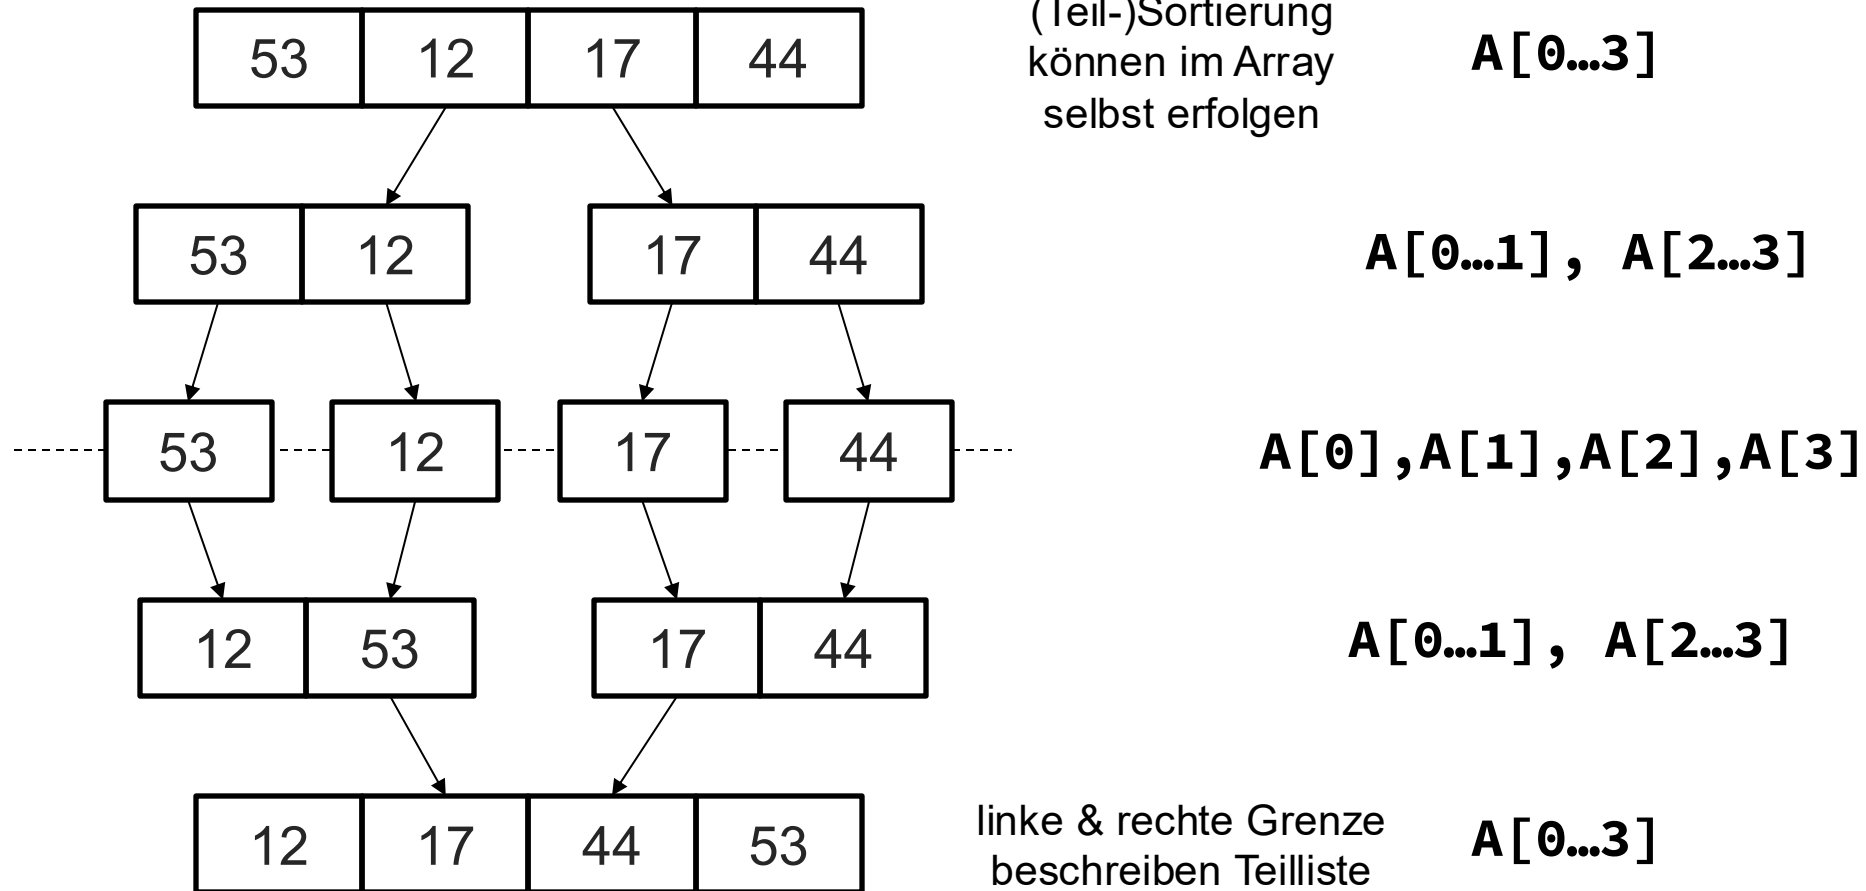 (Teil-)Sortierung
können im Array
selbst erfolgen
53 12 17 44
A[0…3]
53 12 17 44
A[0…1], A[2…3]
53 12 17 44
A[0],A[1],A[2],A[3]
12 53 17 44
A[0…1], A[2…3]
12 17 44 53
linke & rechte Grenze
beschreiben Teilliste
A[0…3]